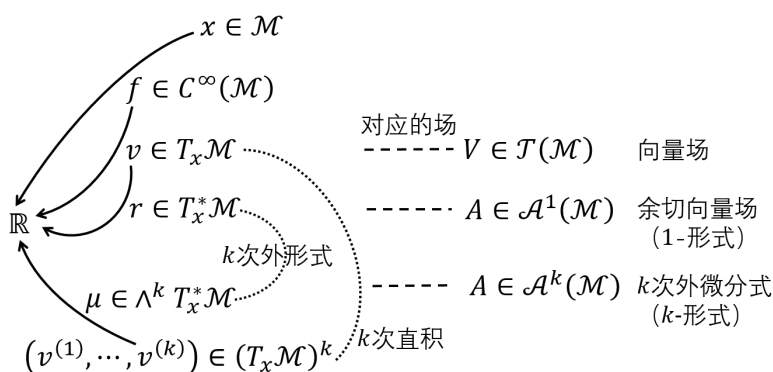 x ∈ ℳ
f ∈ C^∞(ℳ)
对应的场
v ∈ T_xℳ
V ∈ 𝒯(ℳ)
向量场
ℝ
r ∈ T_x^*ℳ
A ∈ 𝒜^1(ℳ)
余切向量场
(1-形式)
k次外形式
μ ∈ ∧^k T_x^*ℳ
A ∈ 𝒜^k(ℳ)
k次外微分式
(k-形式)
(v^(1), ⋯, v^(k)) ∈ (T_xℳ)^k
k次直积